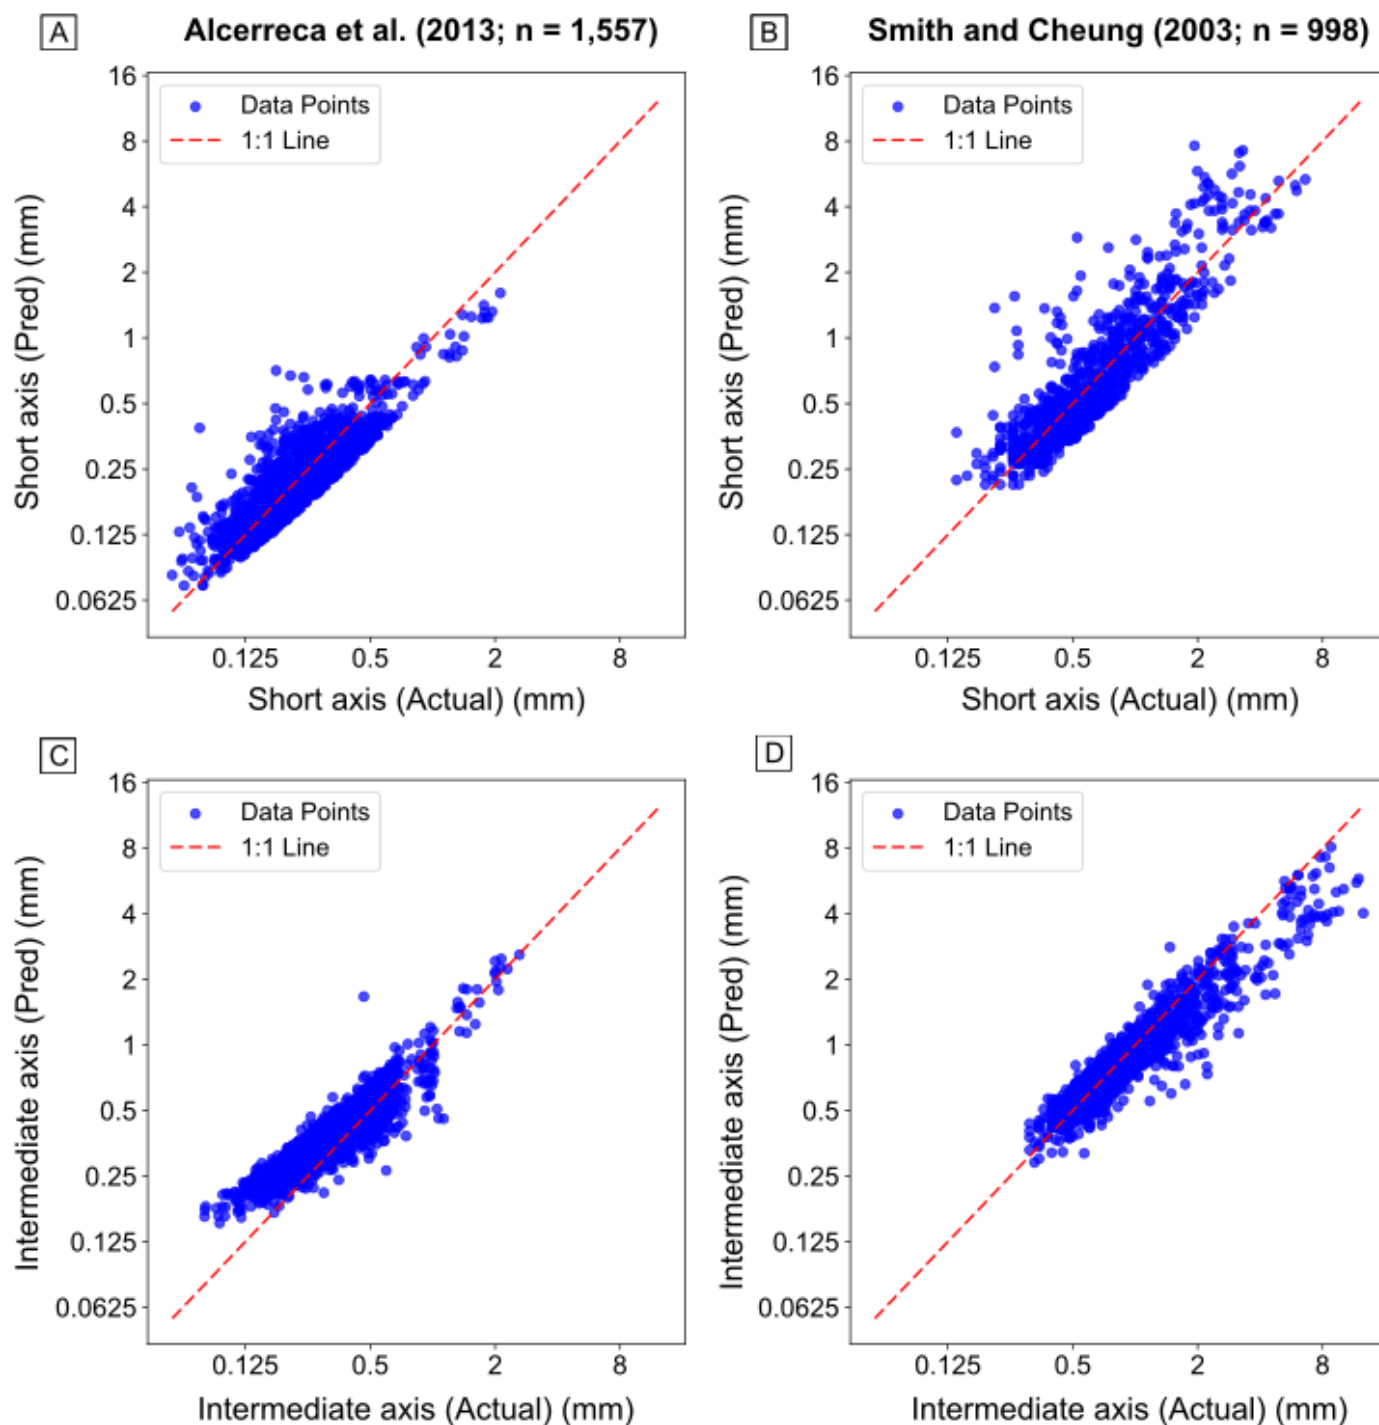 A Alcerreca et al. (2013; n = 1,557)
B Smith and Cheung (2003; n = 998)
Data Points
1:1 Line
Short axis (Pred) (mm)
16
8
4
2
1
0.5
0.25
0.125
0.0625
0.125 0.5 2 8
Short axis (Actual) (mm)
Data Points
1:1 Line
Short axis (Pred) (mm)
16
8
4
2
1
0.5
0.25
0.125
0.0625
0.125 0.5 2 8
Short axis (Actual) (mm)
C
Data Points
1:1 Line
Intermediate axis (Pred) (mm)
16
8
4
2
1
0.5
0.25
0.125
0.0625
0.125 0.5 2 8
Intermediate axis (Actual) (mm)
D
Data Points
1:1 Line
Intermediate axis (Pred) (mm)
16
8
4
2
1
0.5
0.25
0.125
0.0625
0.125 0.5 2 8
Intermediate axis (Actual) (mm)